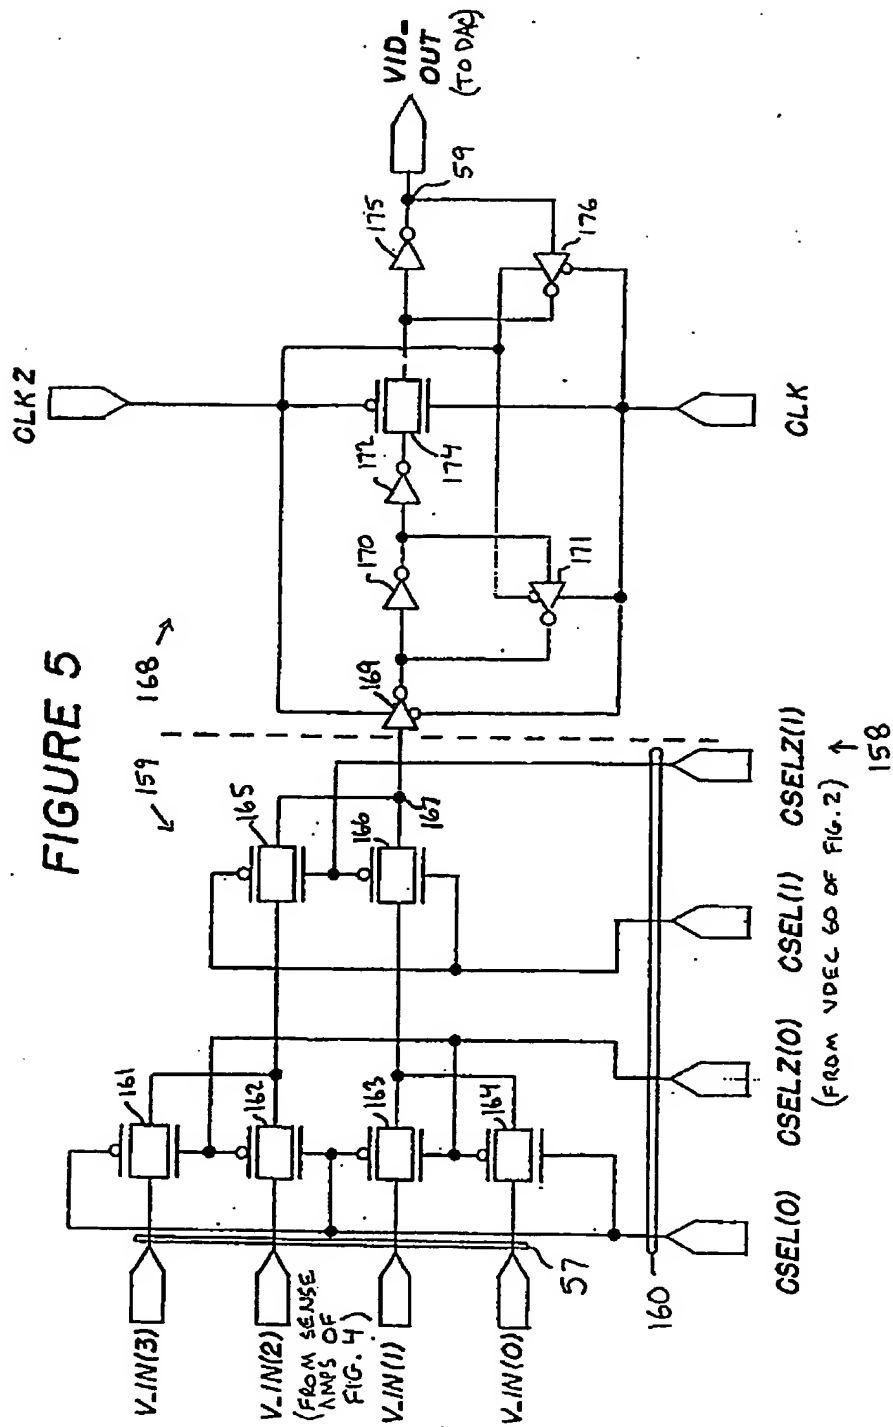 FIGURE 5
159
168
CLK2
V_IN(3)
V_IN(2)
(FROM SENSE
AMPS OF
FIG. 4)
V_IN(1)
V_IN(0)
57
161
162
163
164
165
166
167
169
170
171
172
174
175
176
59
VID_
OUT
(TO DAC)
160
CSEL(0)
CSELZ(0)
CSEL(1)
CSELZ(1)
(FROM VDEC 60 OF FIG.2)
158
CLK